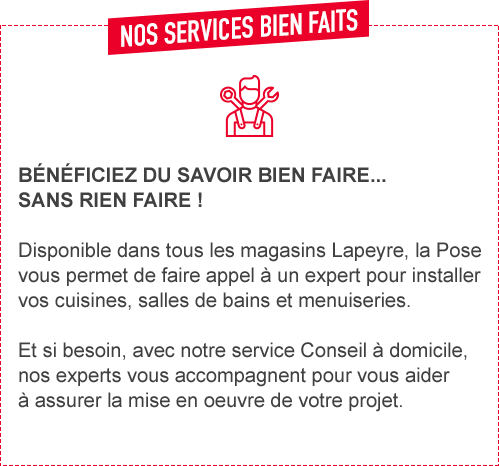 NOS SERVICES BIEN FAITS
BÉNÉFICIEZ DU SAVOIR BIEN FAIRE...
SANS RIEN FAIRE !
Disponible dans tous les magasins Lapeyre, la Pose
vous permet de faire appel à un expert pour installer
vos cuisines, salles de bains et menuiseries.
Et si besoin, avec notre service Conseil à domicile,
nos experts vous accompagnent pour vous aider
à assurer la mise en oeuvre de votre projet.